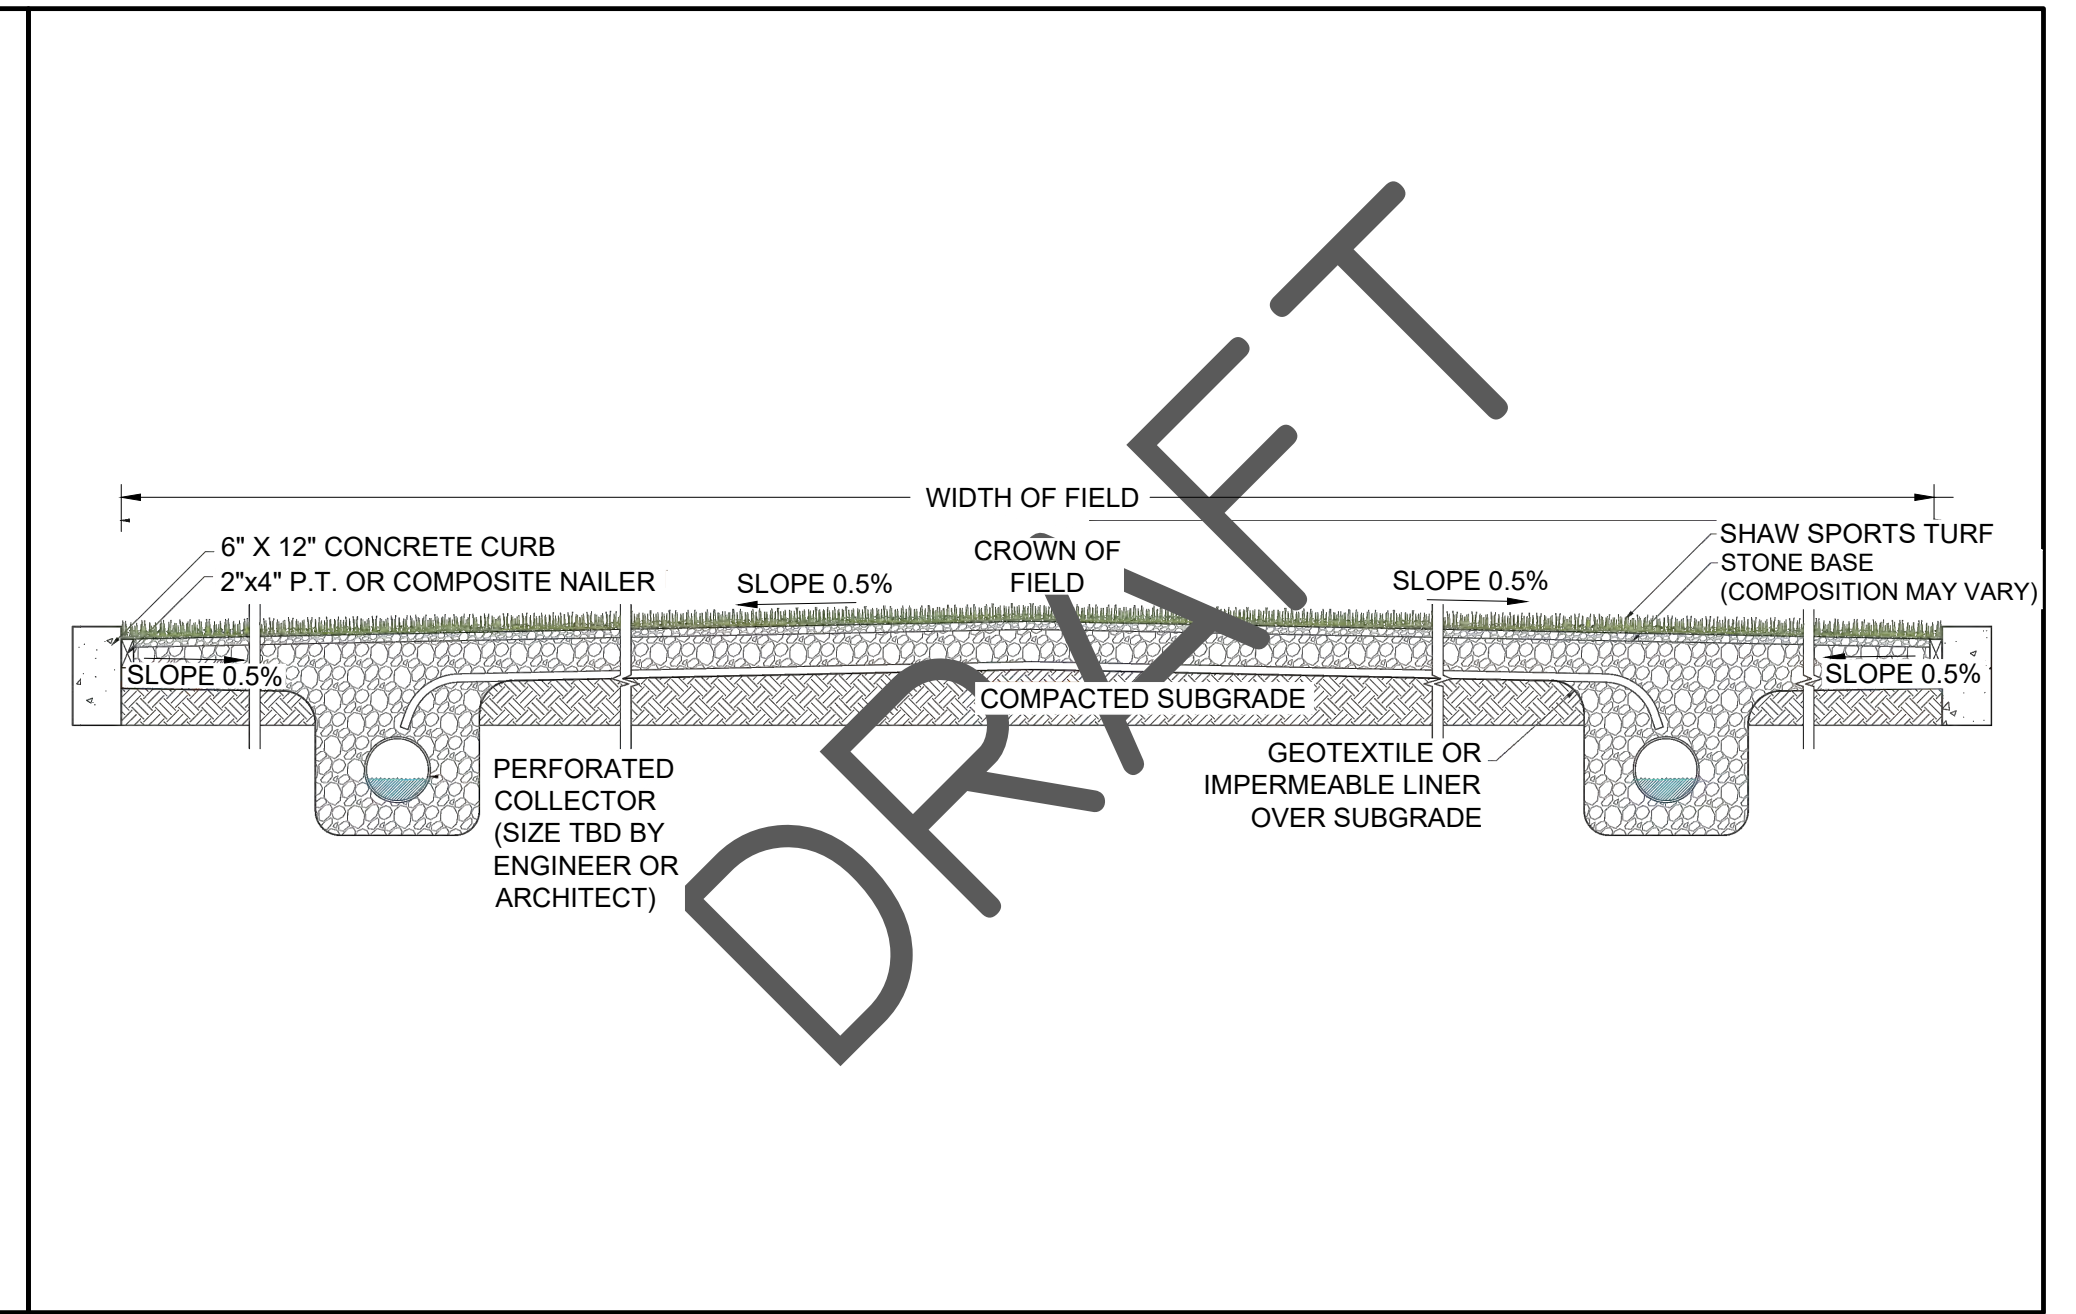 WIDTH OF FIELD
6" X 12" CONCRETE CURB
2"x4" P.T. OR COMPOSITE NAILER
SLOPE 0.5%
CROWN OF
FIELD
SLOPE 0.5%
SHAW SPORTS TURF
STONE BASE
(COMPOSITION MAY VARY)
SLOPE 0.5%
COMPACTED SUBGRADE
SLOPE 0.5%
PERFORATED
COLLECTOR
(SIZE TBD BY
ENGINEER OR
ARCHITECT)
GEOTEXTILE OR
IMPERMEABLE LINER
OVER SUBGRADE
DRAFT